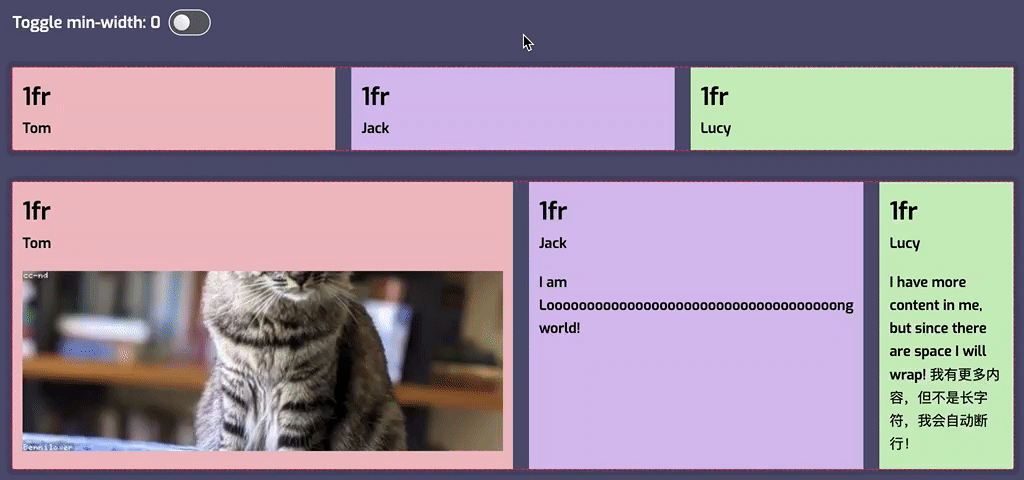 Toggle min-width: 0
1fr
Tom
1fr
Jack
1fr
Lucy
1fr
Tom
cc-nd
Bennilover
1fr
Jack
I am
Looooooooooooooooooooooooooooooooooong
world!
1fr
Lucy
I have more
content in me,
but since there
are space I will
wrap! 我有更多内
容，但不是长字
符，我会自动断
行！